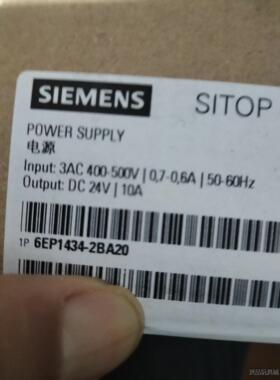 SIEMENS SITOP
POWER SUPPLY
电源
Input: 3AC 400-500V | 0,7-0,6A | 50-60Hz
Output: DC 24V | 10A
1P 6EP1434-2BA20